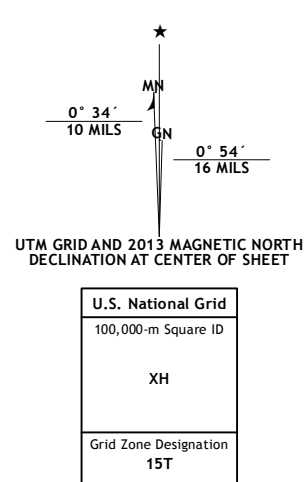 ★
MN
0° 34´
10 MILS
GN
0° 54´
16 MILS
UTM GRID AND 2013 MAGNETIC NORTH
DECLINATION AT CENTER OF SHEET
U.S. National Grid
100,000-m Square ID
XH
Grid Zone Designation
15T